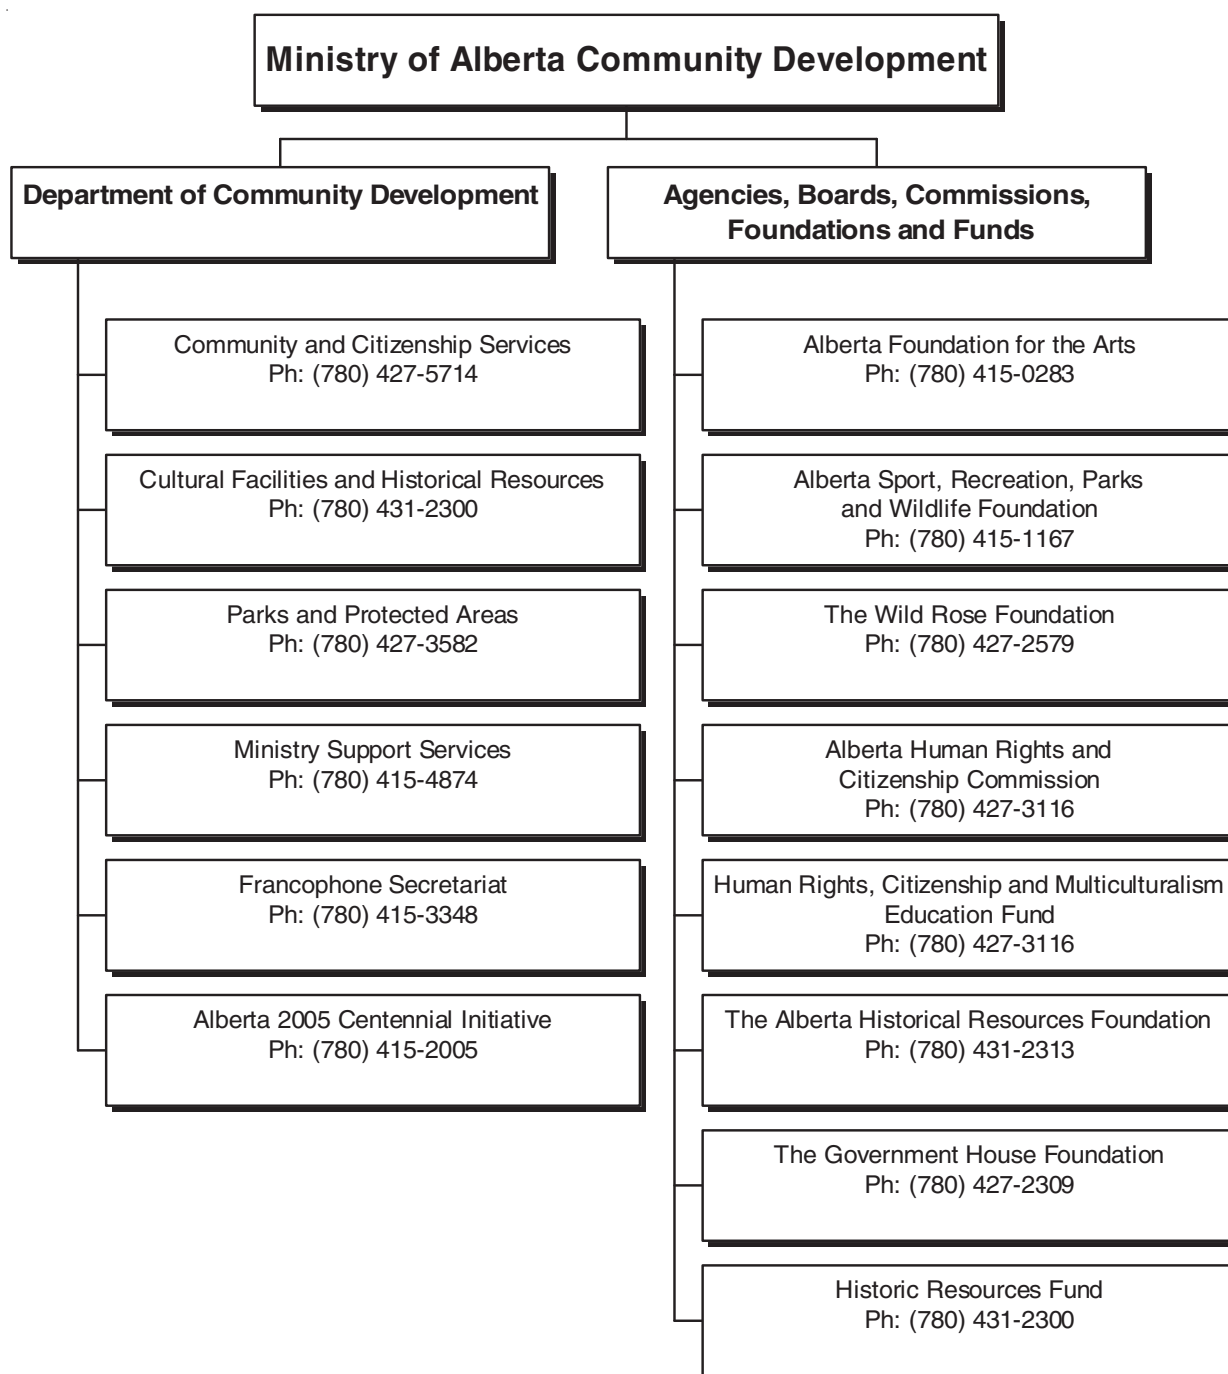 Ministry of Alberta Community Development
Department of Community Development
Community and Citizenship Services
Ph: (780) 427-5714
Cultural Facilities and Historical Resources
Ph: (780) 431-2300
Parks and Protected Areas
Ph: (780) 427-3582
Ministry Support Services
Ph: (780) 415-4874
Francophone Secretariat
Ph: (780) 415-3348
Alberta 2005 Centennial Initiative
Ph: (780) 415-2005
Agencies, Boards, Commissions,
Foundations and Funds
Alberta Foundation for the Arts
Ph: (780) 415-0283
Alberta Sport, Recreation, Parks
and Wildlife Foundation
Ph: (780) 415-1167
The Wild Rose Foundation
Ph: (780) 427-2579
Alberta Human Rights and
Citizenship Commission
Ph: (780) 427-3116
Human Rights, Citizenship and Multiculturalism
Education Fund
Ph: (780) 427-3116
The Alberta Historical Resources Foundation
Ph: (780) 431-2313
The Government House Foundation
Ph: (780) 427-2309
Historic Resources Fund
Ph: (780) 431-2300